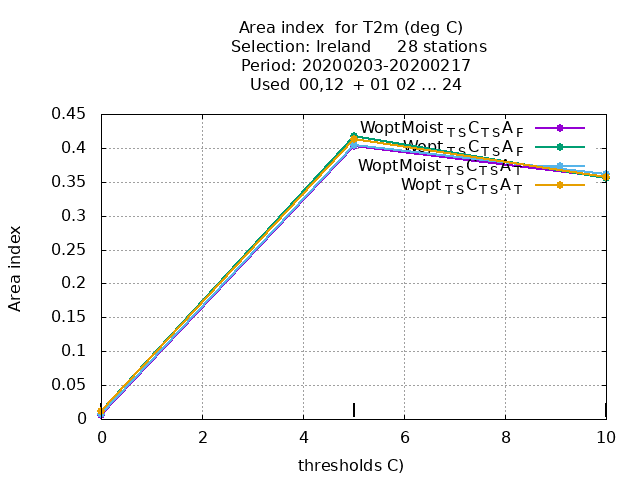 Area index  for T2m (deg C)
Selection: Ireland     28 stations
Period: 20200203-20200217
Used  00,12  + 01 02 ... 24
0.45
0.4
0.35
0.3
0.25
0.2
0.15
0.1
0.05
0
Area index
WoptMoist TS C TS A F
Wopt TS C TS A F
WoptMoist TS C TS A T
Wopt TS C TS A T
0 2 4 6 8 10
thresholds C)